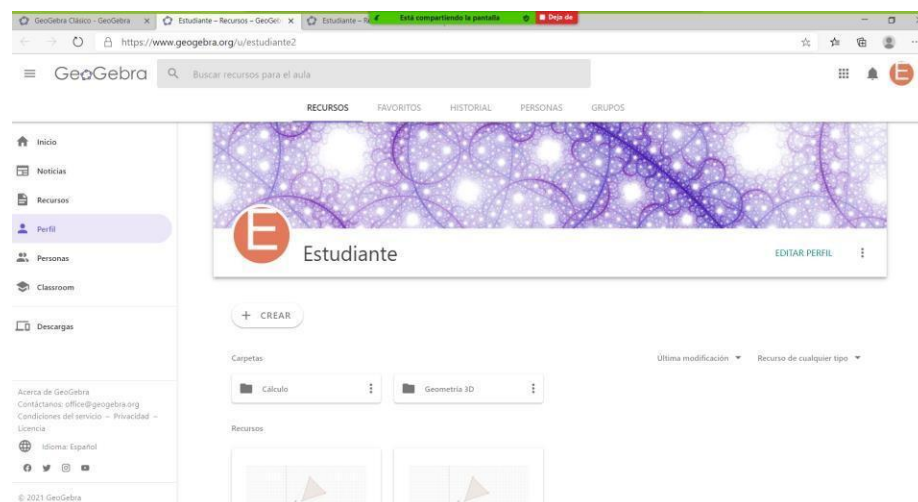 GeoGebra Clásico - GeoGebra
Estudiante – Recursos – GeoGeb
Estudiante – R
Está compartiendo la pantalla
Deja de
https://www.geogebra.org/u/estudiante2
GeoGebra
Buscar recursos para el aula
E
RECURSOS FAVORITOS HISTORIAL PERSONAS GRUPOS
Inicio
Noticias
Recursos
Perfil
Personas
Classroom
Descargas
E
Estudiante
EDITAR PERFIL
+ CREAR
Carpetas
Última modificación
Recurso de cualquier tipo
Cálculo
Geometría 3D
Recursos
Acerca de GeoGebra
Contáctanos: office@geogebra.org
Condiciones del servicio – Privacidad –
Licencia
Idioma: Español
© 2021 GeoGebra